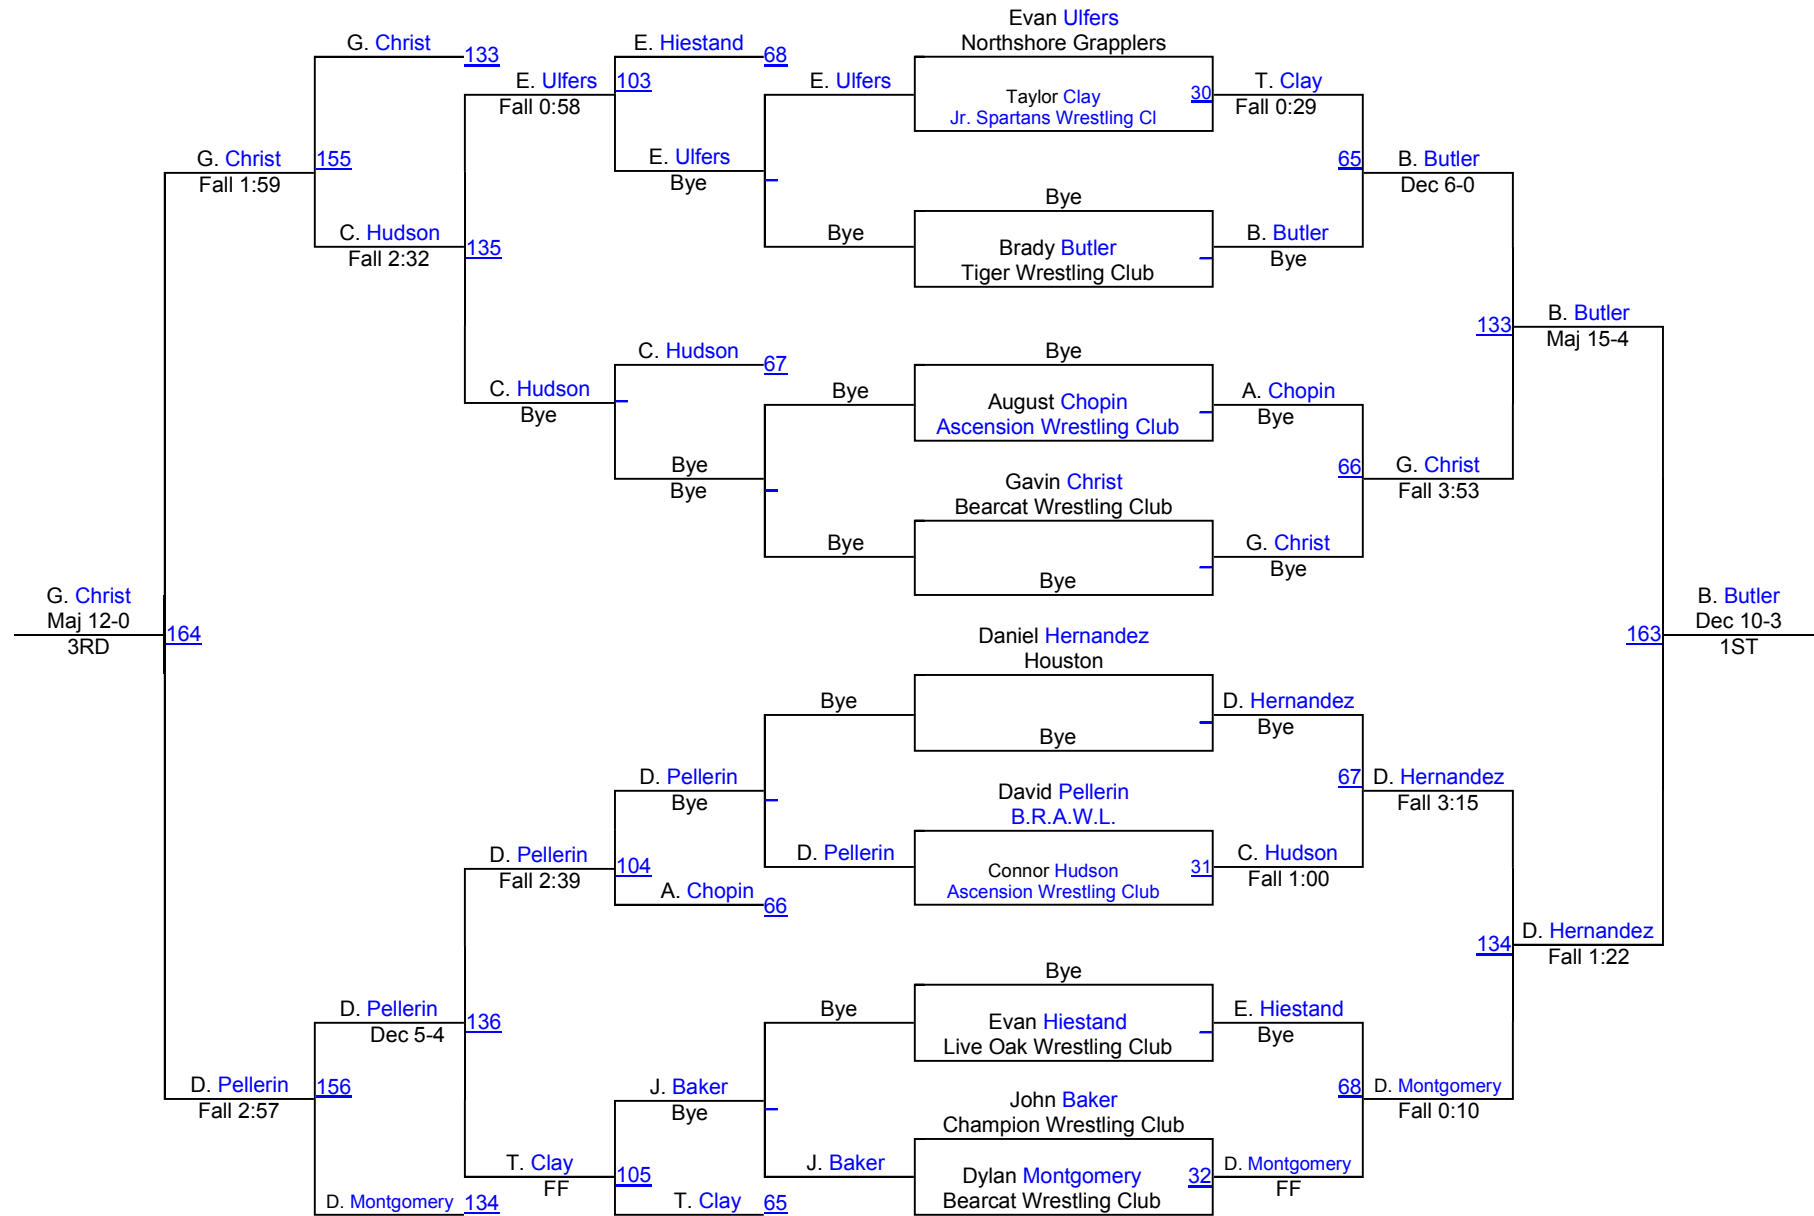 Evan Ulfers
Northshore Grapplers
G. Christ
133
E. Hiestand
68
E. Ulfers
Fall 0:58
103
E. Ulfers
Taylor Clay
Jr. Spartans Wrestling Cl
30
T. Clay
Fall 0:29
G. Christ
Fall 1:59
155
E. Ulfers
Bye
65
B. Butler
Dec 6-0
Bye
C. Hudson
Fall 2:32
135
Bye
Brady Butler
Tiger Wrestling Club
B. Butler
Bye
133
B. Butler
Maj 15-4
C. Hudson
67
Bye
C. Hudson
Bye
Bye
August Chopin
Ascension Wrestling Club
A. Chopin
Bye
Bye
Bye
Gavin Christ
Bearcat Wrestling Club
66
G. Christ
Fall 3:53
Bye
G. Christ
Bye
Bye
G. Christ
Maj 12-0
3RD
164
B. Butler
Dec 10-3
1ST
163
Daniel Hernandez
Houston
Bye
Bye
D. Hernandez
Bye
D. Pellerin
Bye
David Pellerin
B.R.A.W.L.
67
D. Hernandez
Fall 3:15
D. Pellerin
Fall 2:39
104
D. Pellerin
Connor Hudson
Ascension Wrestling Club
31
C. Hudson
Fall 1:00
A. Chopin
66
134
D. Hernandez
Fall 1:22
Bye
D. Pellerin
Dec 5-4
136
Bye
Evan Hiestand
Live Oak Wrestling Club
E. Hiestand
Bye
D. Pellerin
Fall 2:57
156
J. Baker
Bye
John Baker
Champion Wrestling Club
68
D. Montgomery
Fall 0:10
T. Clay
FF
105
J. Baker
Dylan Montgomery
Bearcat Wrestling Club
32
D. Montgomery
FF
D. Montgomery
134
T. Clay
65